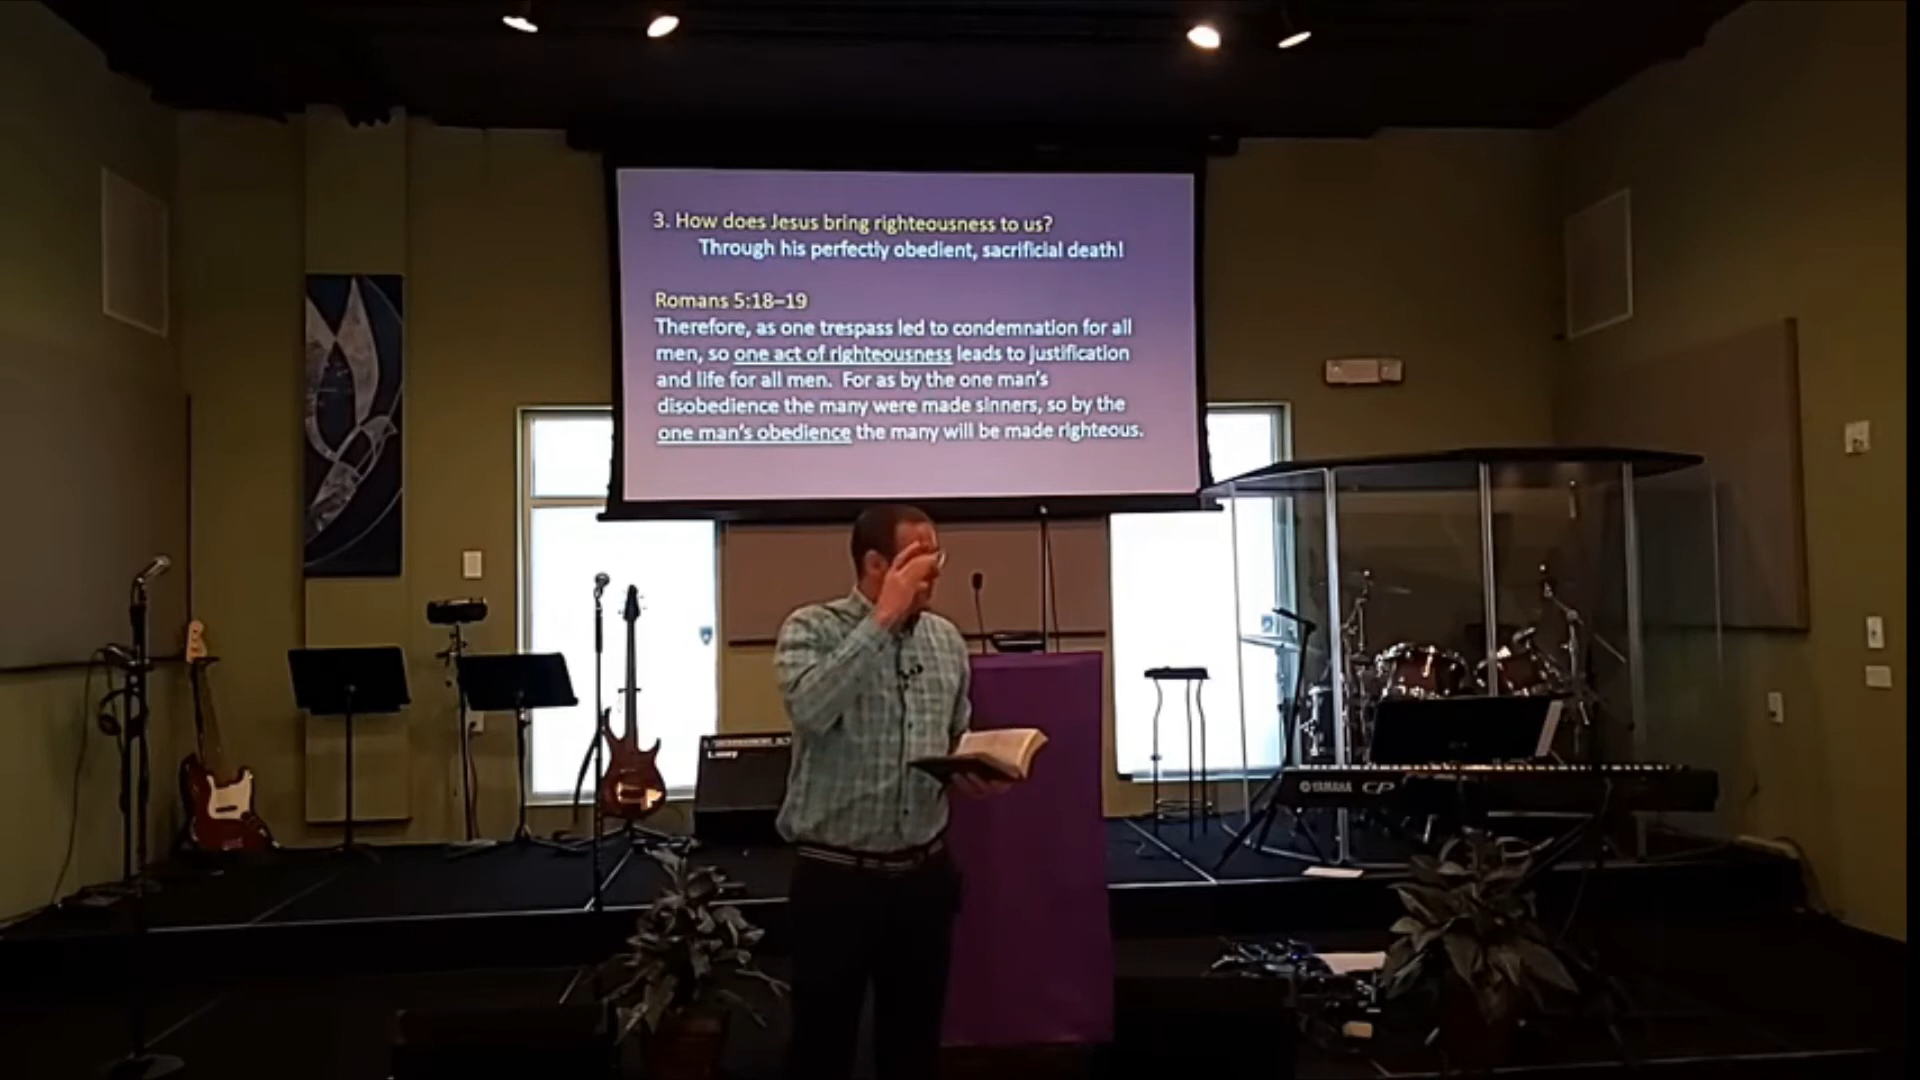 3. How does Jesus bring righteousness to us?
Through his perfectly obedient, sacrificial death!
Romans 5:18–19
Therefore, as one trespass led to condemnation for all
men, so one act of righteousness leads to justification
and life for all men. For as by the one man's
disobedience the many were made sinners, so by the
one man's obedience the many will be made righteous.
Laney
YAMAHA CP